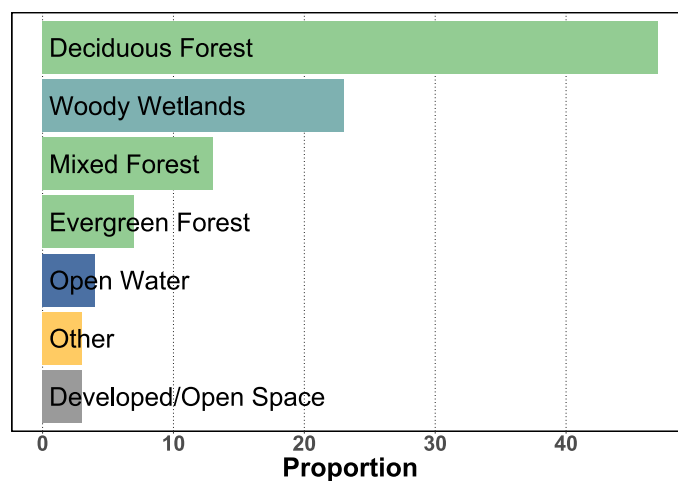 Deciduous Forest
Woody Wetlands
Mixed Forest
Evergreen Forest
Open Water
Other
Developed/Open Space
0 10 20 30 40
Proportion